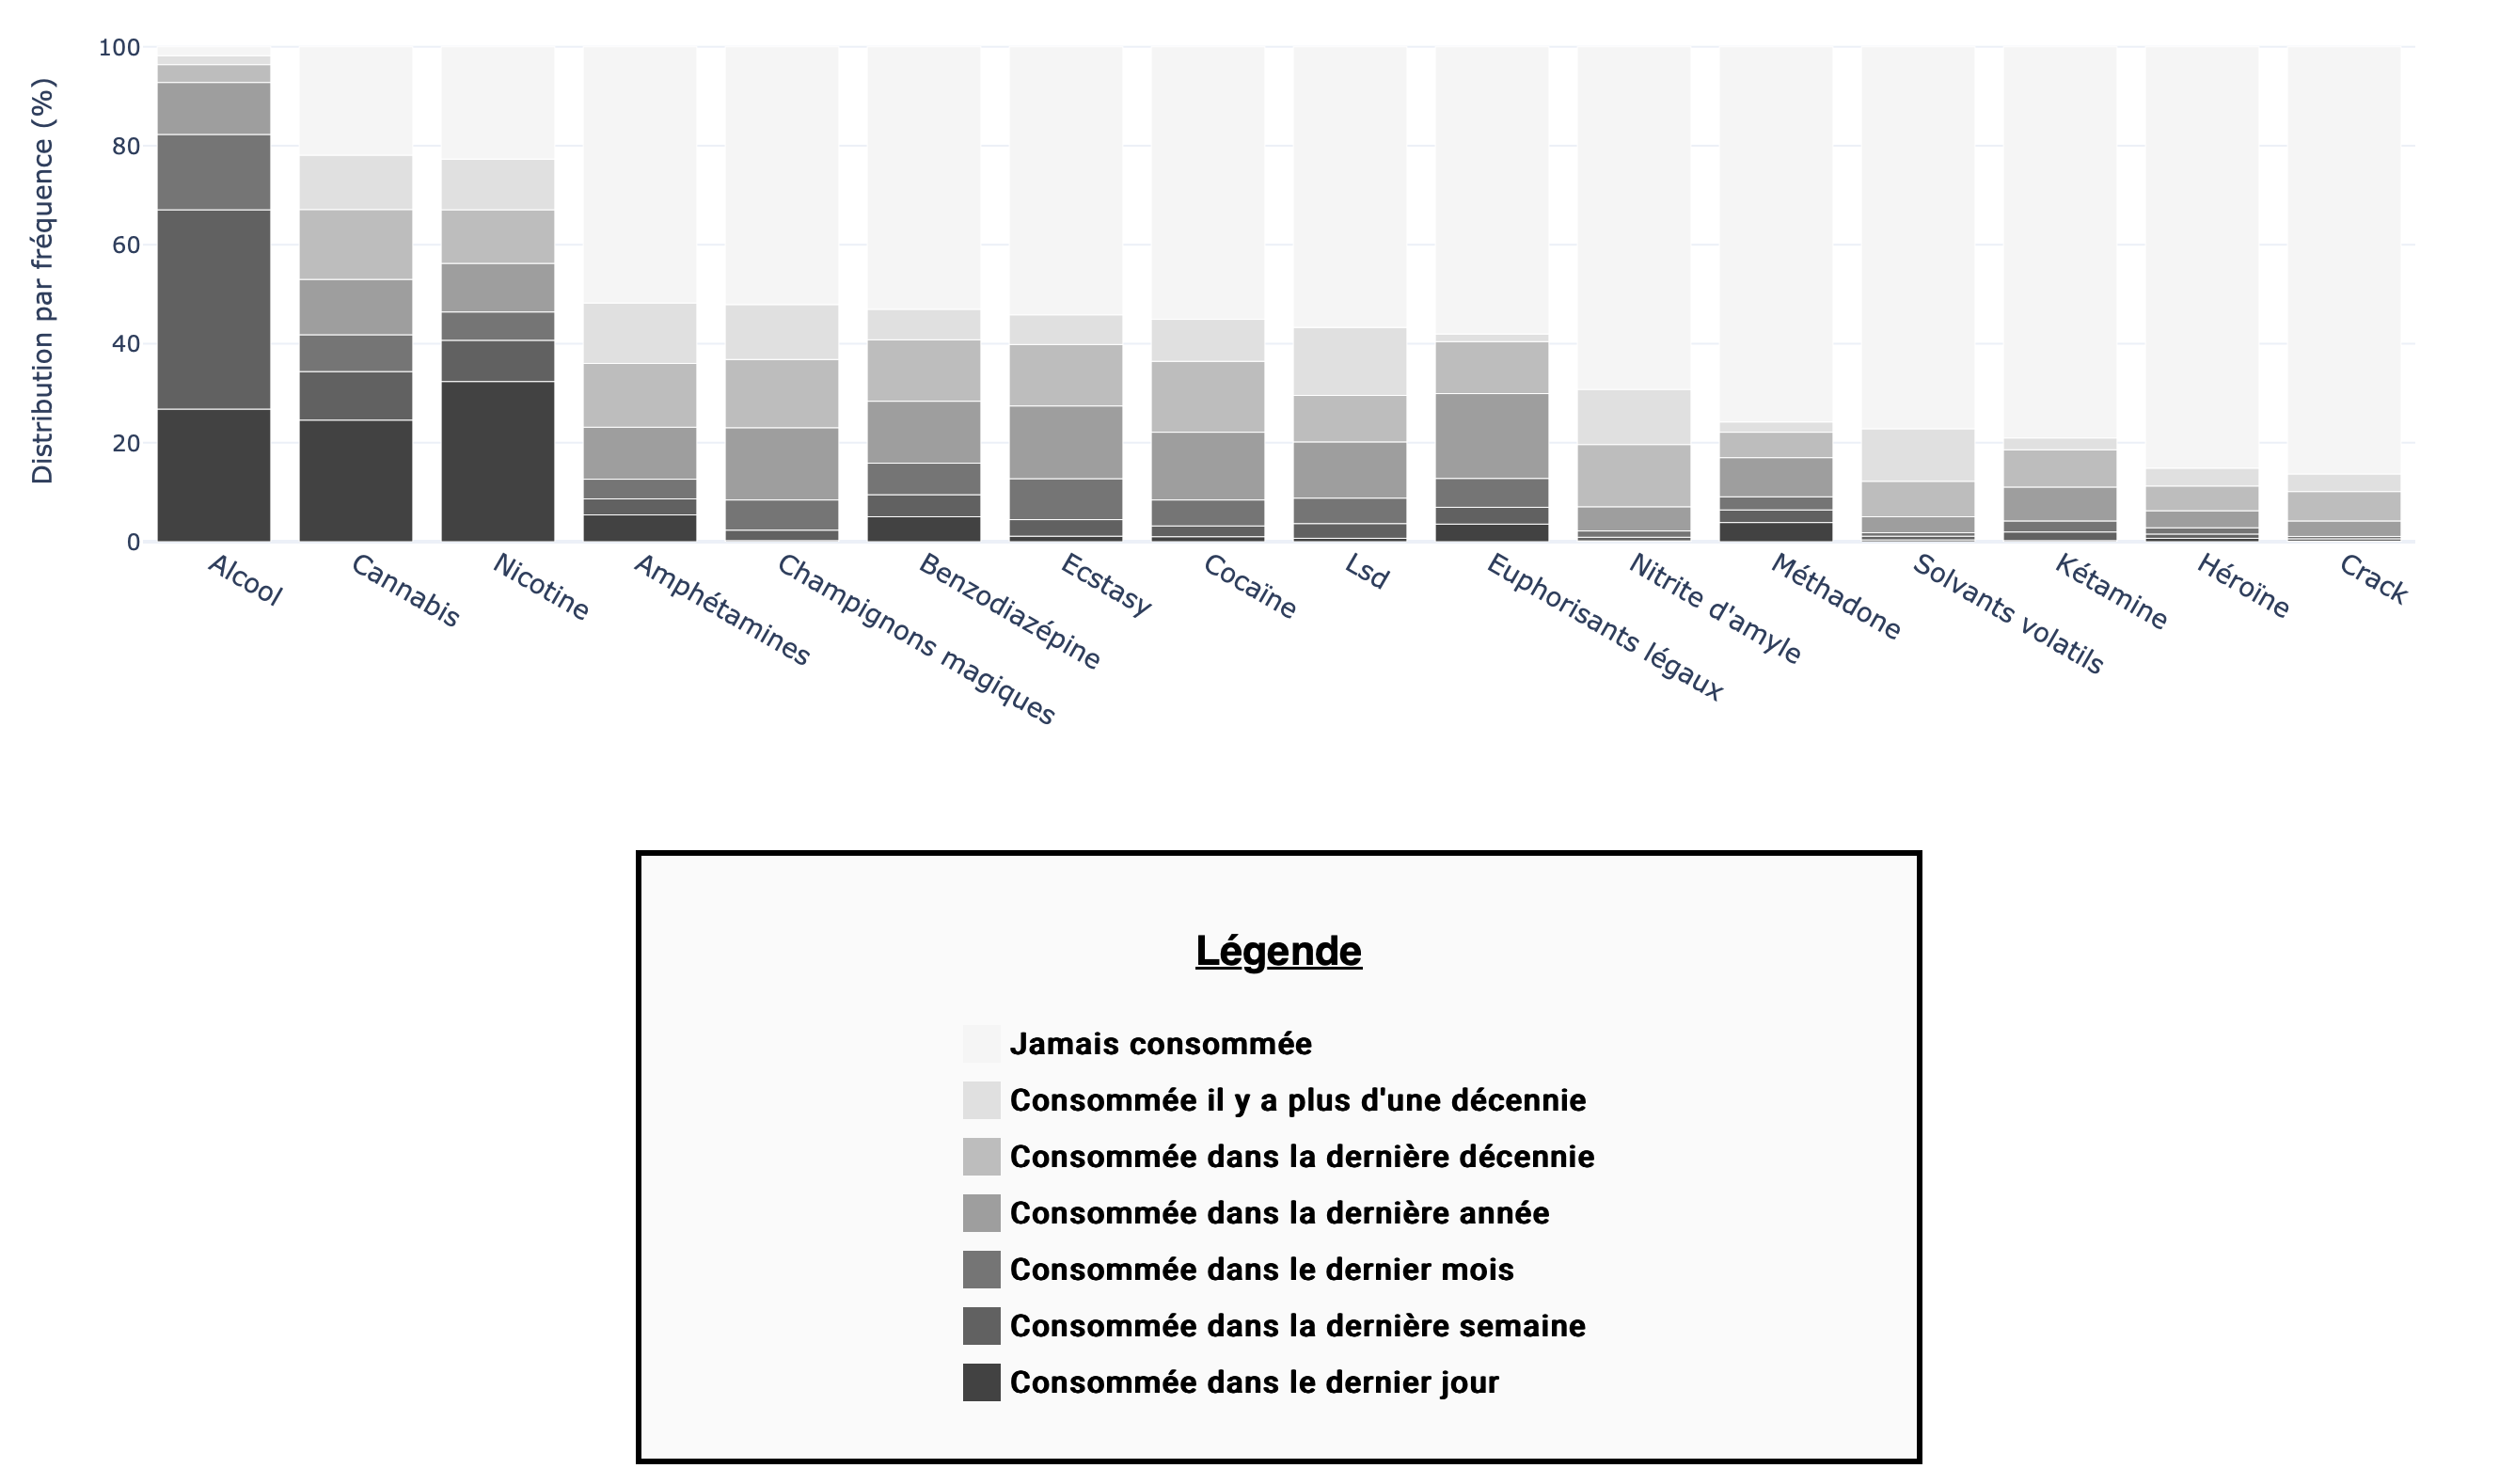 Distribution par fréquence (%)
100
80
60
40
20
0
Alcool
Cannabis
Nicotine
Amphétamines
Champignons magiques
Benzodiazépine
Ecstasy
Cocaïne
Lsd
Euphorisants légaux
Nitrite d'amyle
Méthadone
Solvants volatils
Kétamine
Héroïne
Crack
Légende
Jamais consommée
Consommée il y a plus d'une décennie
Consommée dans la dernière décennie
Consommée dans la dernière année
Consommée dans le dernier mois
Consommée dans la dernière semaine
Consommée dans le dernier jour